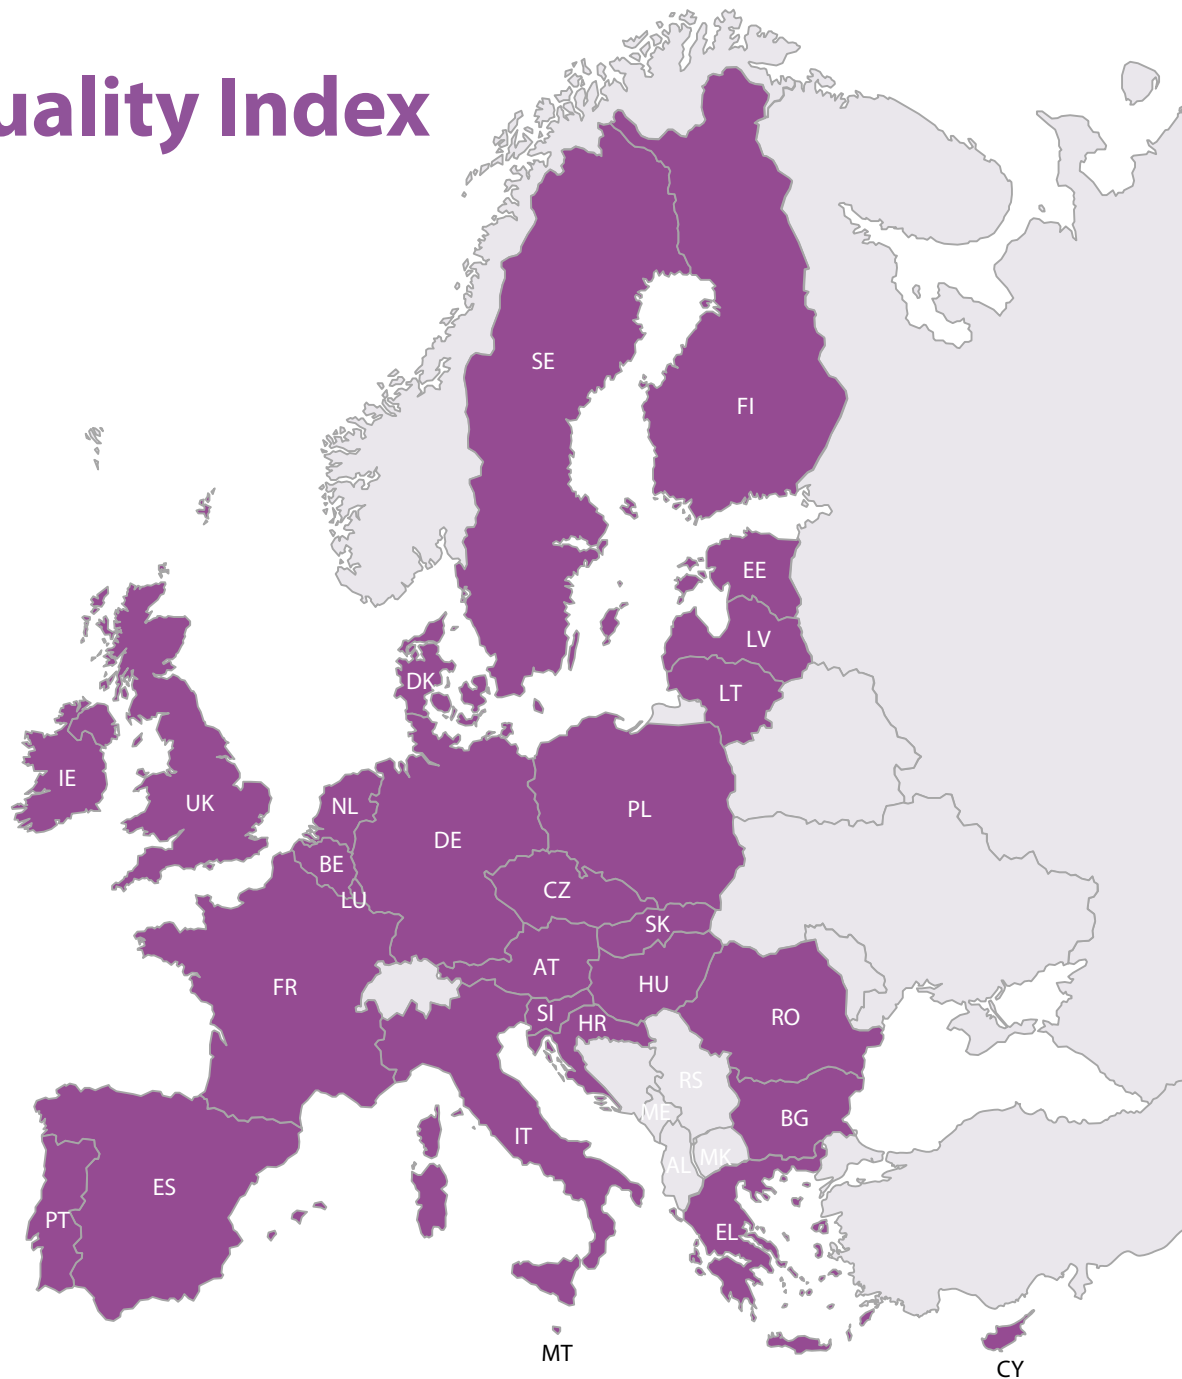 uality Index
SE
FI
EE
LV
DK
LT
IE
UK
NL
PL
DE
BE
CZ
LU
SK
AT
FR
HU
SI
HR
RO
RS
ME
BG
IT
AL
MK
ES
PT
EL
MT
CY